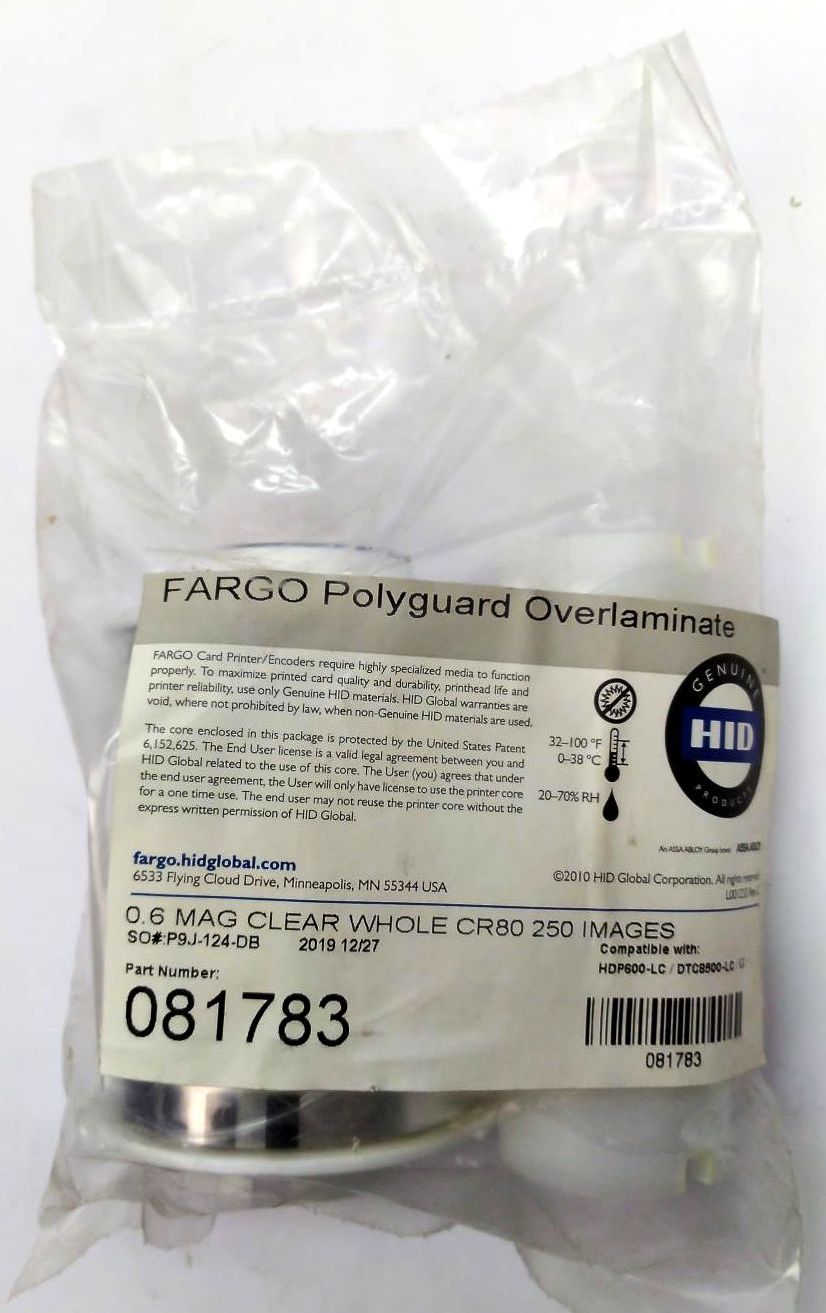 FARGO Polyguard Overlaminate
FARGO Card Printer/Encoders require highly specialized media to function
properly. To maximize printed card quality and durability, printhead life and
printer reliability, use only Genuine HID materials. HID Global warranties are
void, where not prohibited by law, when non-Genuine HID materials are used.
The core enclosed in this package is protected by the United States Patent
6,152,625. The End User license is a valid legal agreement between you and
HID Global related to the use of this core. The User (you) agrees that under
the end user agreement, the User will only have license to use the printer core
for a one time use. The end user may not reuse the printer core without the
express written permission of HID Global.
32–100 °F
0–38 °C
20–70% RH
GENUINE
HID
PRODUCTS
An ASSA ABLOY Group brand ASSA ABLOY
fargo.hidglobal.com
6533 Flying Cloud Drive, Minneapolis, MN 55344 USA
©2010 HID Global Corporation. All rights reserved
0.6 MAG CLEAR WHOLE CR80 250 IMAGES
SO#:P9J-124-DB 2019 12/27
Compatible with:
HDP600-LC / DTC8500-LC
Part Number:
081783
081783